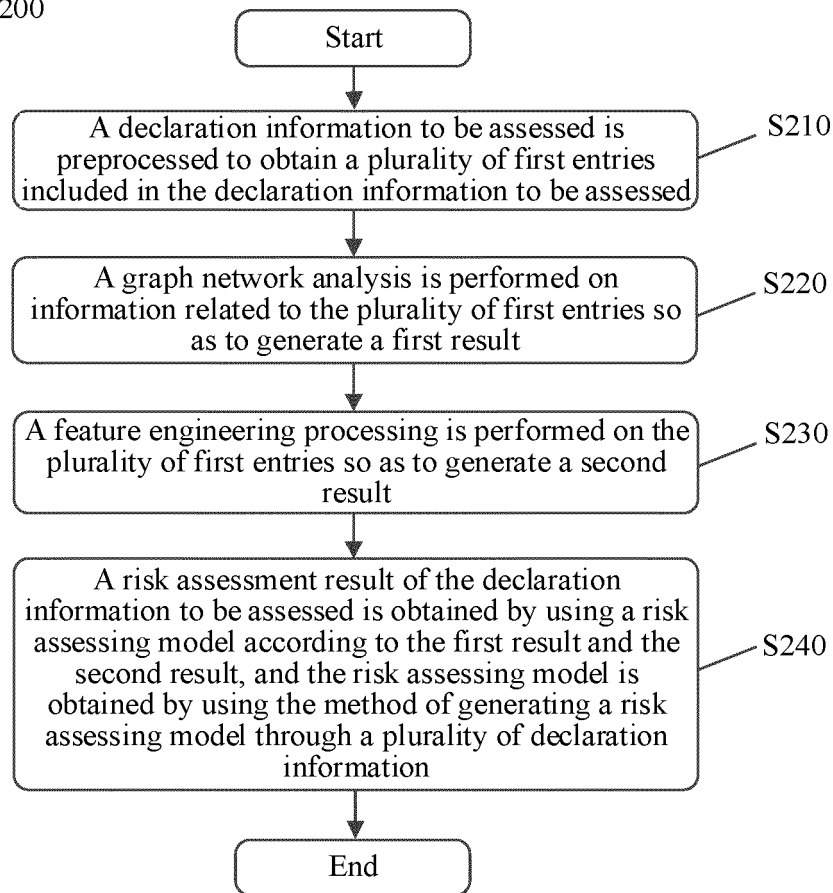 200
Start
A declaration information to be assessed is
preprocessed to obtain a plurality of first entries
included in the declaration information to be assessed
S210
A graph network analysis is performed on
information related to the plurality of first entries so
as to generate a first result
S220
A feature engineering processing is performed on the
plurality of first entries so as to generate a second
result
S230
A risk assessment result of the declaration
information to be assessed is obtained by using a risk
assessing model according to the first result and the
second result, and the risk assessing model is
obtained by using the method of generating a risk
assessing model through a plurality of declaration
information
S240
End